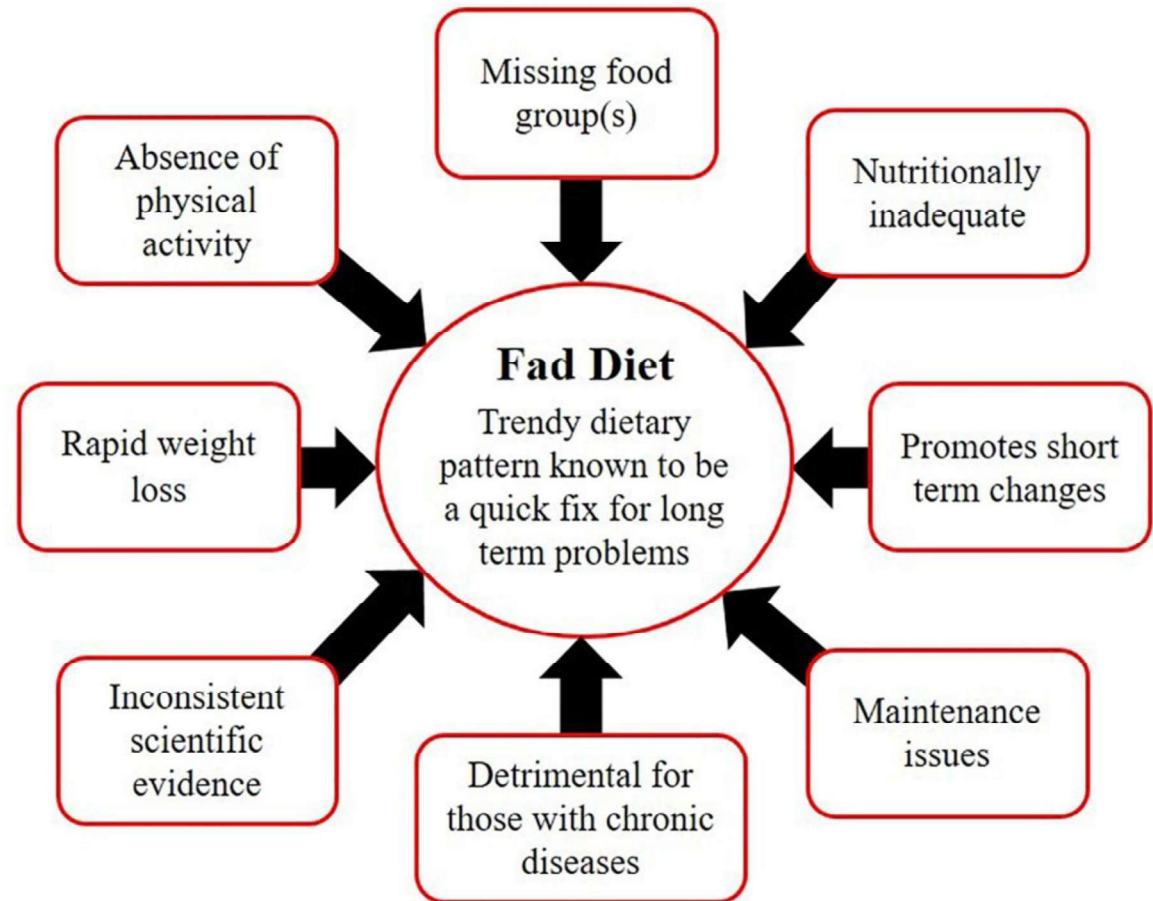 Missing food
group(s)
Absence of
physical
activity
Nutritionally
inadequate
Fad Diet
Trendy dietary
pattern known to be
a quick fix for long
term problems
Rapid weight
loss
Promotes short
term changes
Inconsistent
scientific
evidence
Maintenance
issues
Detrimental for
those with chronic
diseases